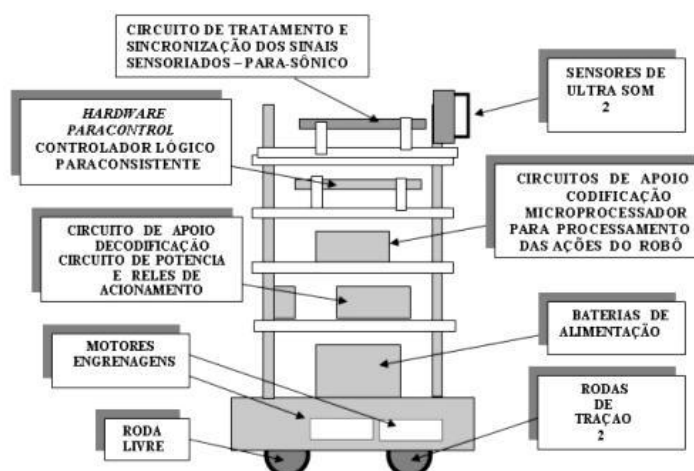 CIRCUITO DE TRATAMENTO E
SINCRONIZAÇÃO DOS SINAIS
SENSORIADOS – PARA-SÔNICO
SENSORES DE
ULTRA SOM
2
HARDWARE
PARACONTROL
CONTROLADOR LÓGICO
PARACONSISTENTE
CIRCUITOS DE APOIO
CODIFICAÇÃO
MICROPROCESSADOR
PARA PROCESSAMENTO
DAS AÇÕES DO ROBÔ
CIRCUITO DE APOIO
DECODIFICAÇÃO
CIRCUITO DE POTENCIA
E RELES DE
ACIONAMENTO
BATERIAS DE
ALIMENTAÇÃO
MOTORES
ENGRENAGENS
RODAS
DE
TRAÇAO
2
RODA
LIVRE